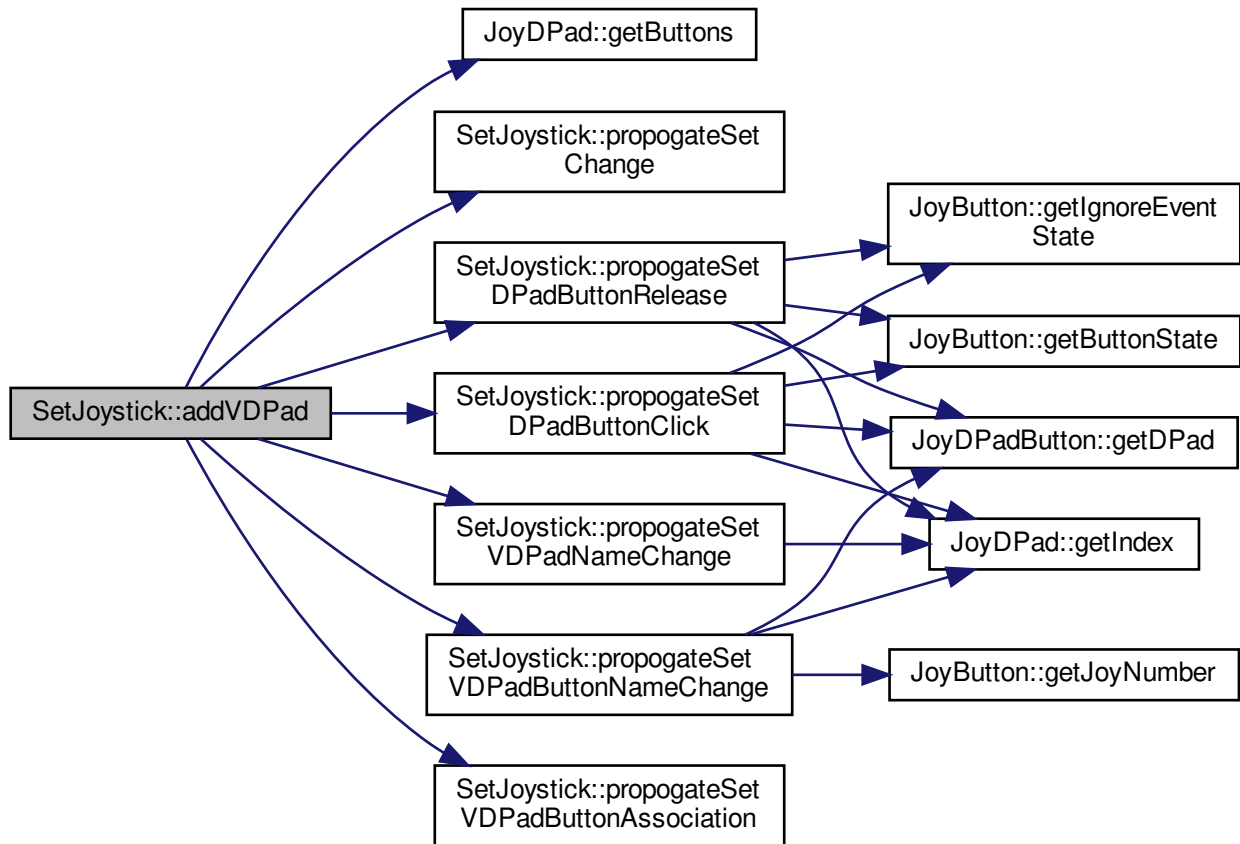 JoyDPad::getButtons
SetJoystick::propogateSet
Change
SetJoystick::propogateSet
DPadButtonRelease
SetJoystick::addVDPad
SetJoystick::propogateSet
DPadButtonClick
SetJoystick::propogateSet
VDPadNameChange
SetJoystick::propogateSet
VDPadButtonNameChange
SetJoystick::propogateSet
VDPadButtonAssociation
JoyButton::getIgnoreEvent
State
JoyButton::getButtonState
JoyDPadButton::getDPad
JoyDPad::getIndex
JoyButton::getJoyNumber